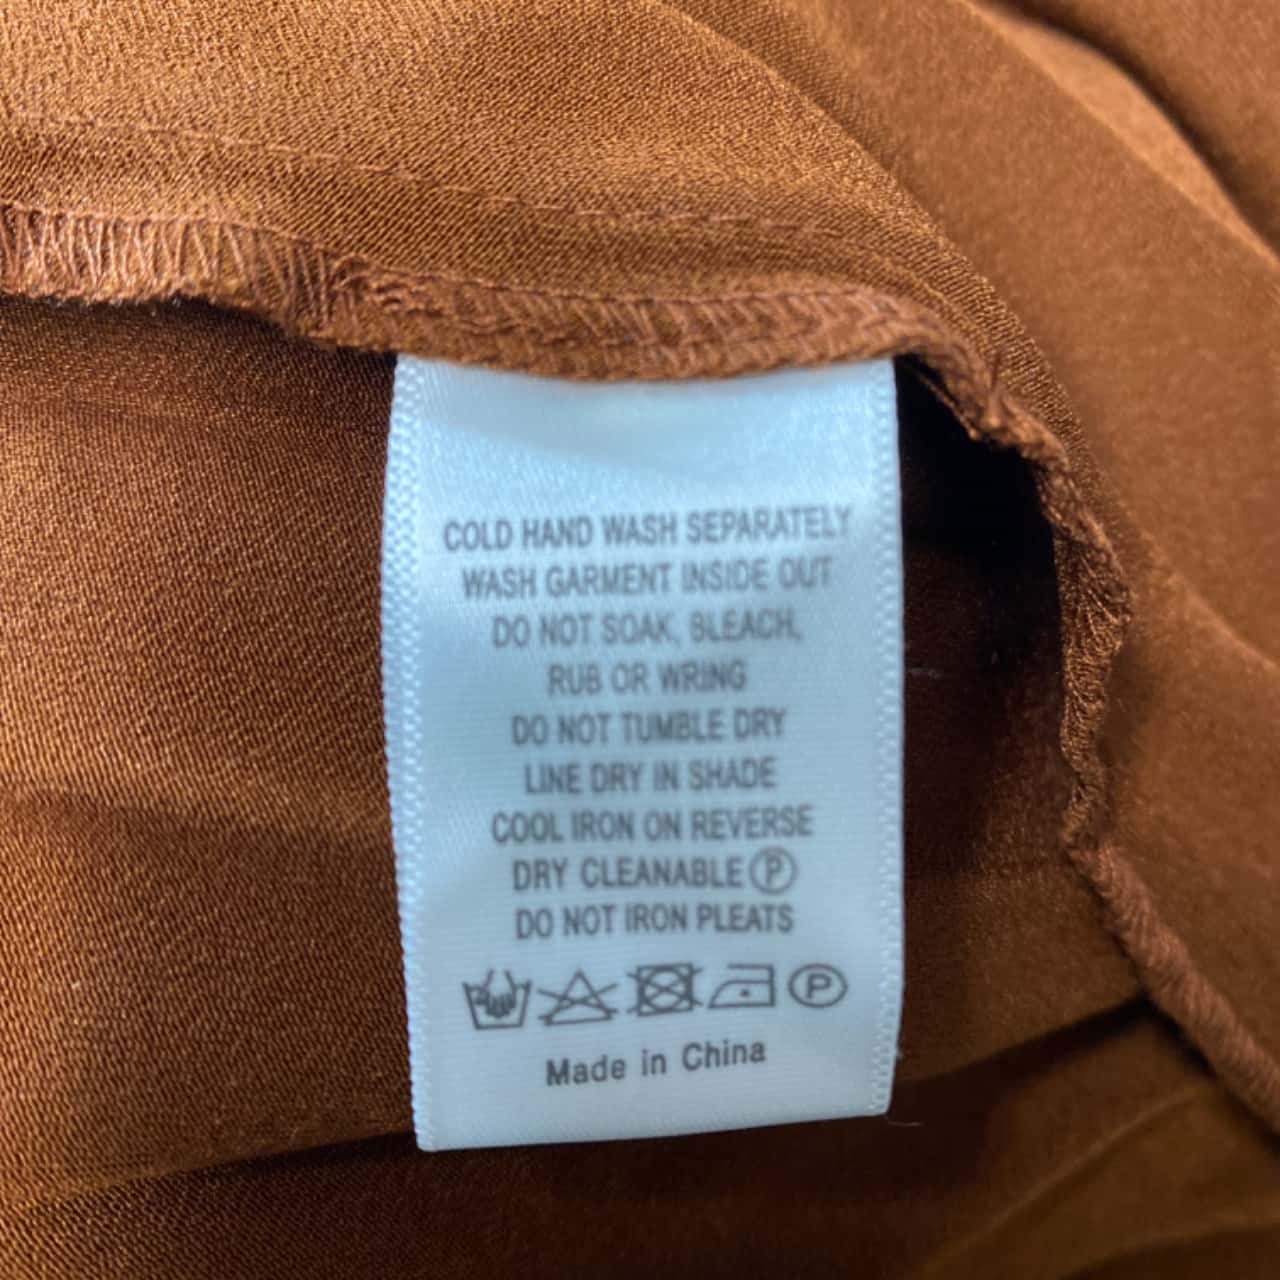 COLD HAND WASH SEPARATELY
WASH GARMENT INSIDE OUT
DO NOT SOAK, BLEACH,
RUB OR WRING
DO NOT TUMBLE DRY
LINE DRY IN SHADE
COOL IRON ON REVERSE
DRY CLEANABLE Ⓟ
DO NOT IRON PLEATS
Ⓟ
Made in China